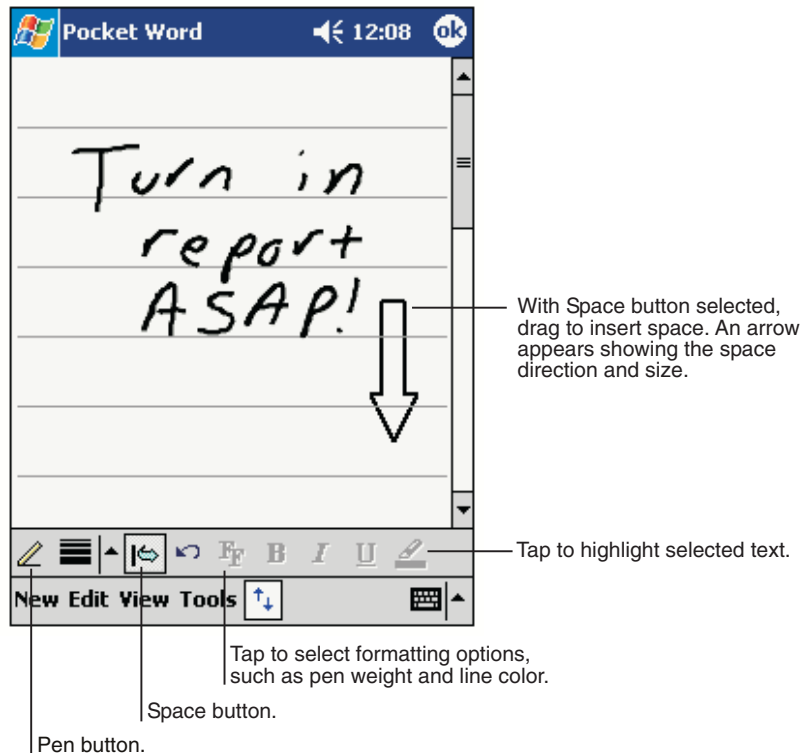 Pocket Word 12:08 ok
Turn in
report
ASAP!
With Space button selected,
drag to insert space. An arrow
appears showing the space
direction and size.
FF B I U
Tap to highlight selected text.
New Edit View Tools
Tap to select formatting options,
such as pen weight and line color.
Space button.
Pen button.